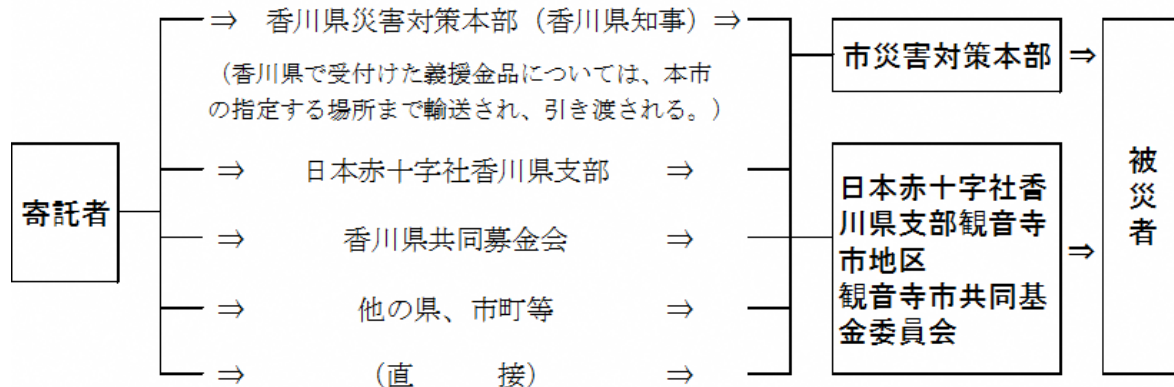 ⇒ 香川県災害対策本部（香川県知事）⇒
（香川県で受付けた義援金品については、本市
の指定する場所まで輸送され、引き渡される。）
寄託者
⇒ 日本赤十字社香川県支部 ⇒
⇒ 香川県共同募金会 ⇒
⇒ 他の県、市町等 ⇒
⇒ （直 接） ⇒
市災害対策本部 ⇒
日本赤十字社香
川県支部観音寺
市地区
観音寺市共同基
金委員会
⇒
被災者